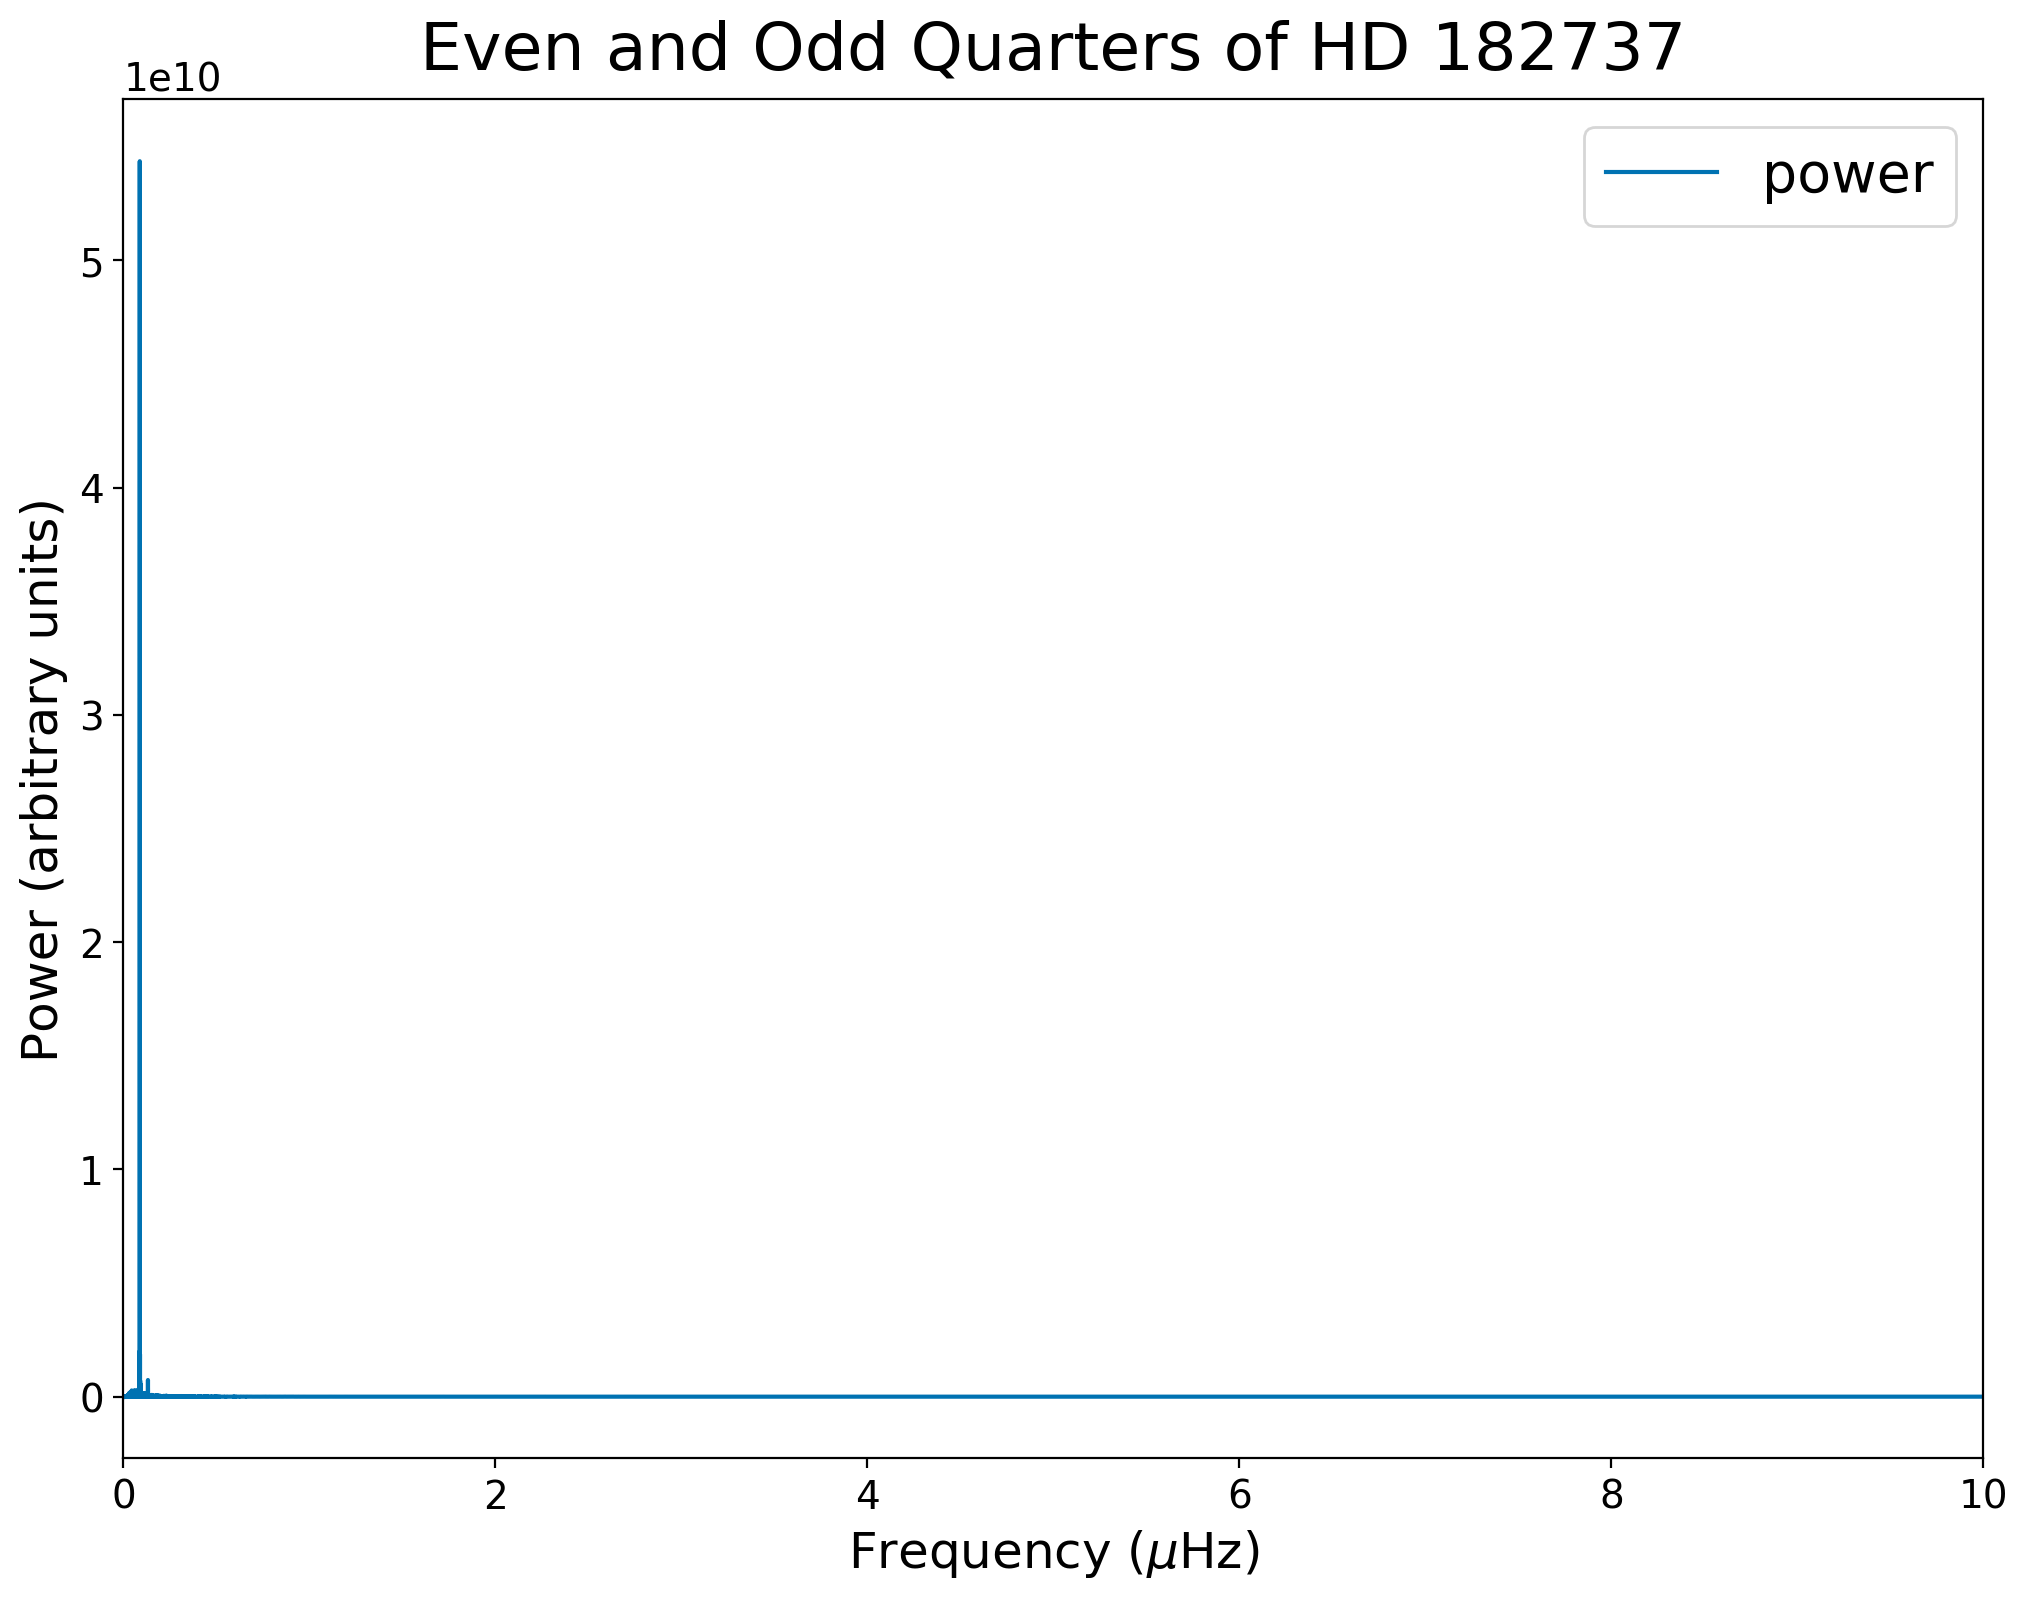 Even and Odd Quarters of HD 182737
1e10
power
5
4
3
2
1
0
Power (arbitrary units)
0 2 4 6 8 10
Frequency (μHz)